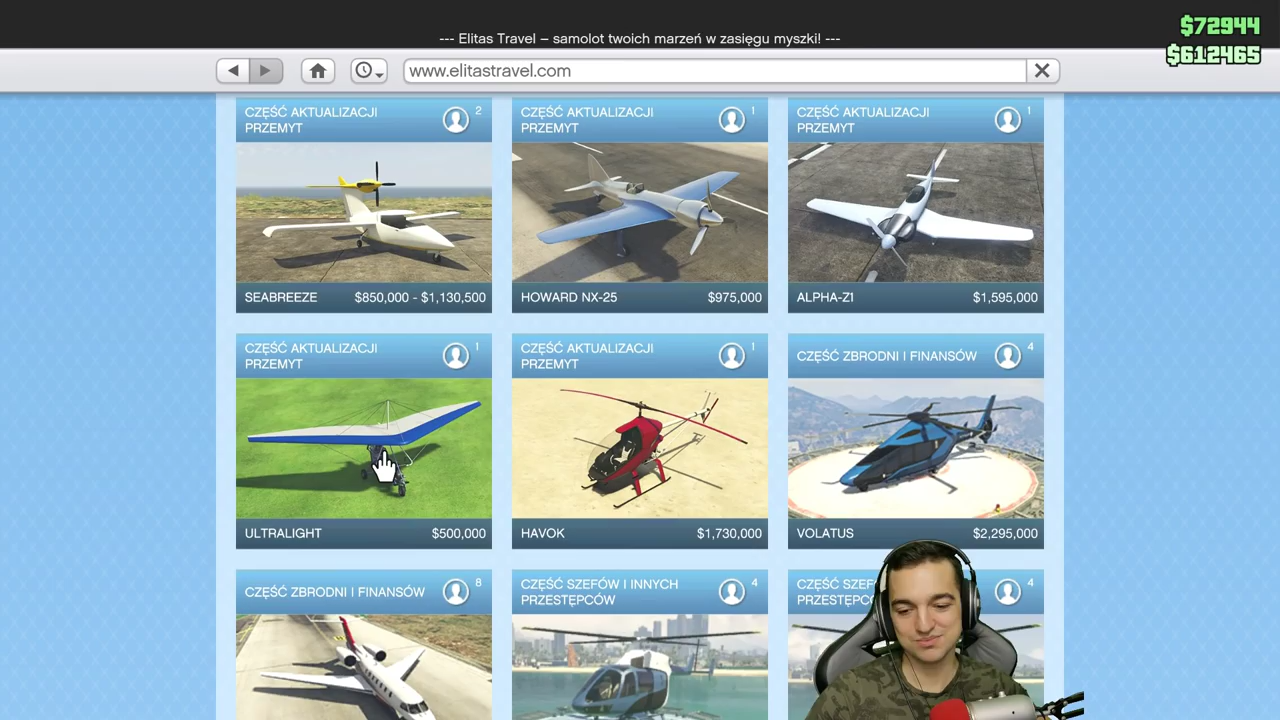 --- Elitas Travel – samolot twoich marzeń w zasięgu myszki! ---
$72944
$612465
www.elitastravel.com
CZĘŚĆ AKTUALIZACJI
PRZEMYT
2
CZĘŚĆ AKTUALIZACJI
PRZEMYT
1
CZĘŚĆ AKTUALIZACJI
PRZEMYT
1
SEABREEZE $850,000 - $1,130,500
HOWARD NX-25 $975,000
ALPHA-Z1 $1,595,000
CZĘŚĆ AKTUALIZACJI
PRZEMYT
1
CZĘŚĆ AKTUALIZACJI
PRZEMYT
1
CZĘŚĆ ZBRODNI I FINANSÓW
4
ULTRALIGHT $500,000
HAVOK $1,730,000
VOLATUS $2,295,000
CZĘŚĆ ZBRODNI I FINANSÓW
8
CZĘŚĆ SZEFÓW I INNYCH
PRZESTĘPCÓW
4
CZĘŚĆ
4